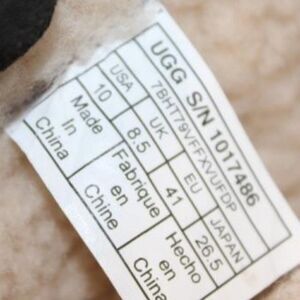 UGG S/N 1017486
7BHT79VFFXVUFDP
USA UK EU JAPAN
10 8.5 41 26.5
Made Fabrique Hecho
In en en
China Chine China